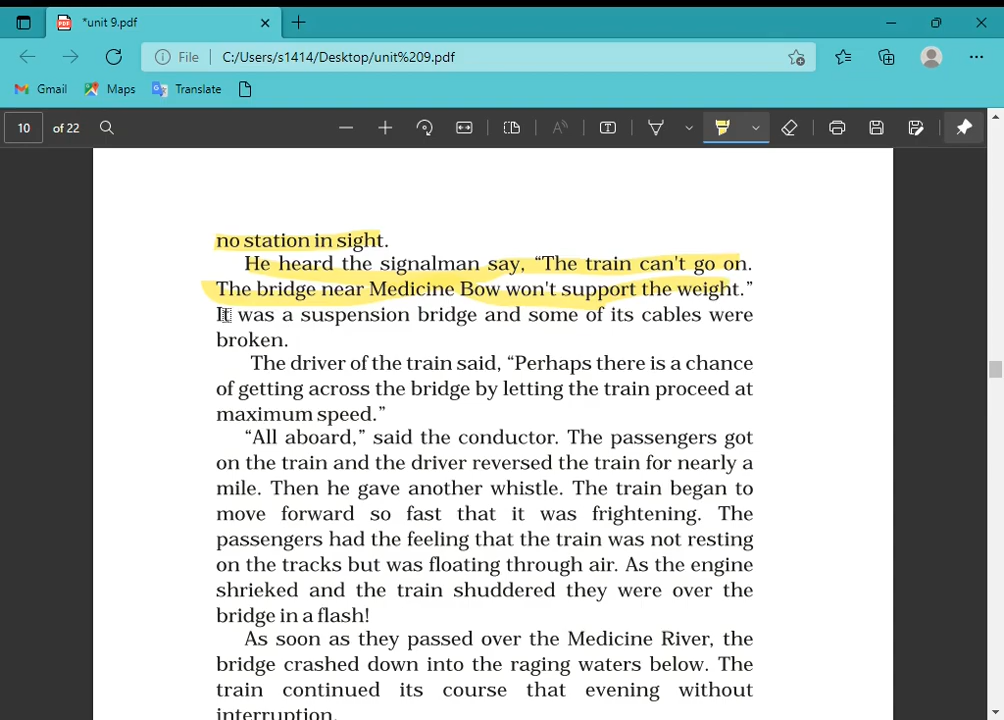 *unit 9.pdf
File C:/Users/s1414/Desktop/unit%209.pdf
Gmail Maps Translate
10 of 22
no station in sight.
He heard the signalman say, “The train can't go on.
The bridge near Medicine Bow won't support the weight.”
It was a suspension bridge and some of its cables were
broken.
The driver of the train said, “Perhaps there is a chance
of getting across the bridge by letting the train proceed at
maximum speed.”
“All aboard,” said the conductor. The passengers got
on the train and the driver reversed the train for nearly a
mile. Then he gave another whistle. The train began to
move forward so fast that it was frightening. The
passengers had the feeling that the train was not resting
on the tracks but was floating through air. As the engine
shrieked and the train shuddered they were over the
bridge in a flash!
As soon as they passed over the Medicine River, the
bridge crashed down into the raging waters below. The
train continued its course that evening without
interruption.